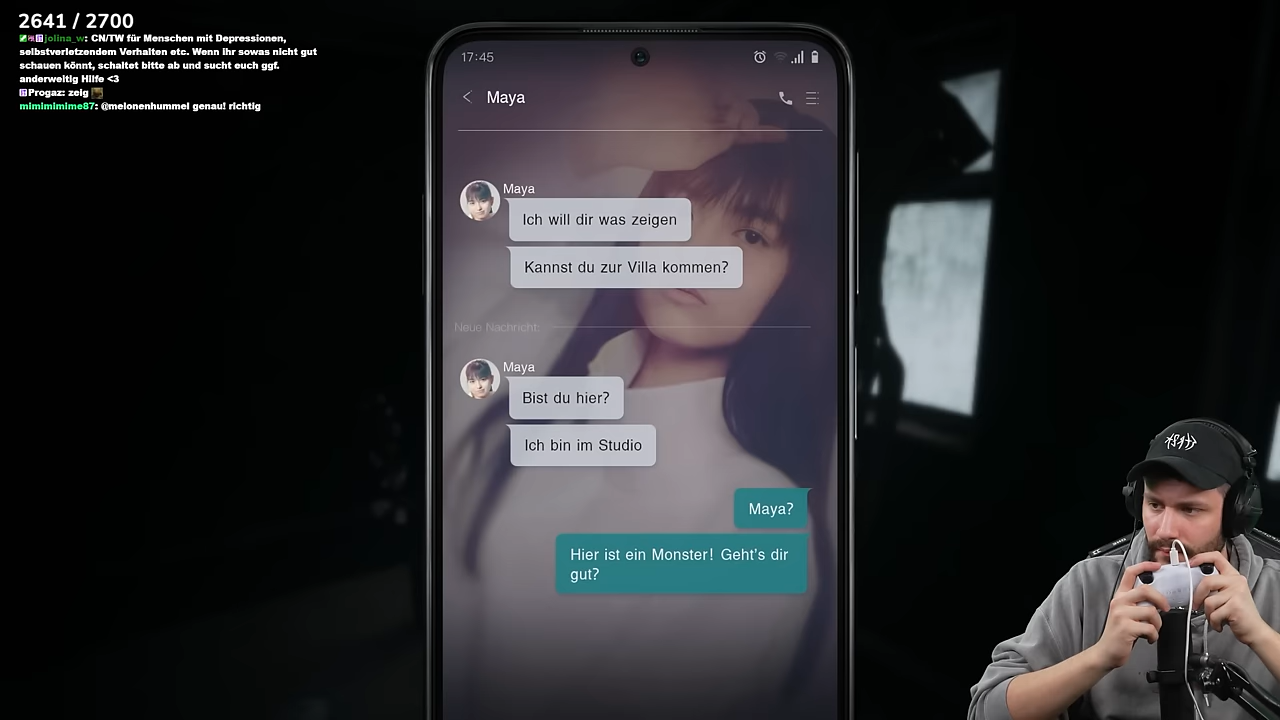 2641 / 2700
jolina_w: CN/TW für Menschen mit Depressionen,
selbstverletzendem Verhalten etc. Wenn ihr sowas nicht gut
schauen könnt, schaltet bitte ab und sucht euch ggf.
anderweitig Hilfe <3
Progaz: zeig
mimimimime87: @melonenhummel genau! richtig
17:45
Maya
Maya
Ich will dir was zeigen
Kannst du zur Villa kommen?
Neue Nachricht:
Maya
Bist du hier?
Ich bin im Studio
Maya?
Hier ist ein Monster! Geht's dir
gut?